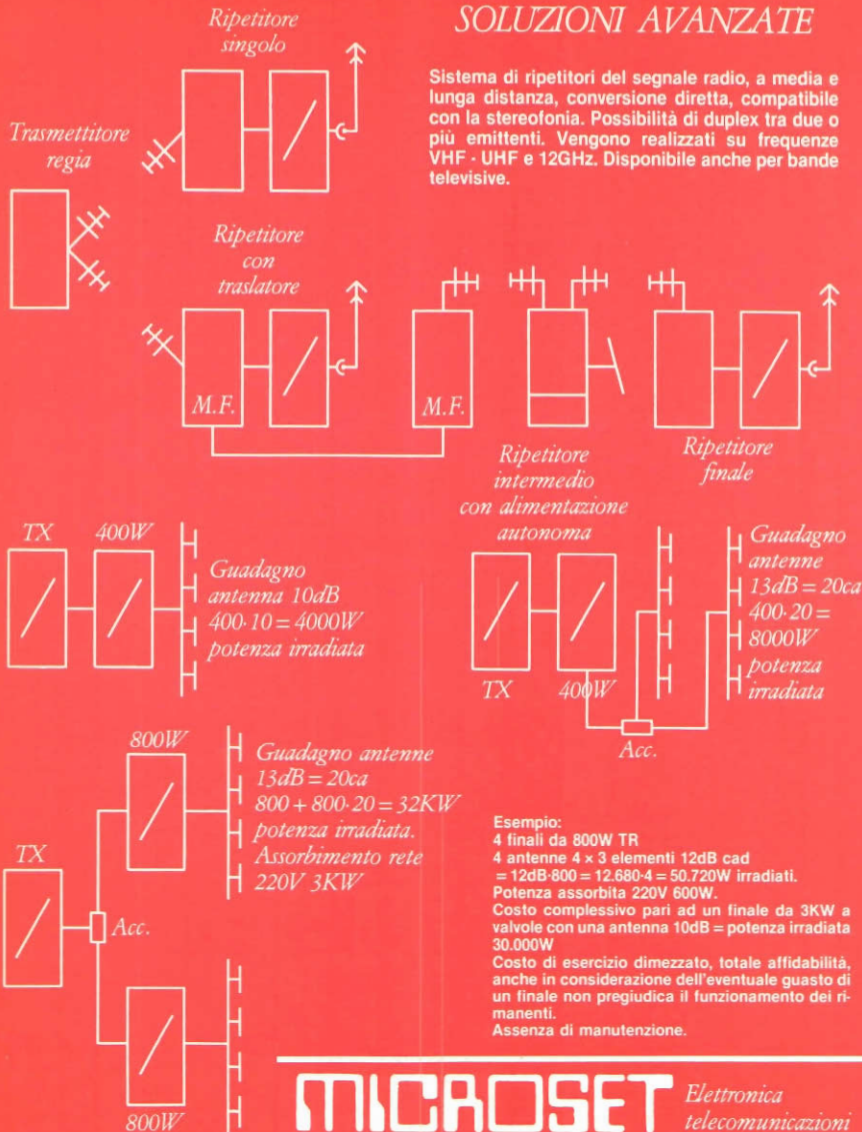 SOLUZIONI AVANZATE
Sistema di ripetitori del segnale radio, a media e
lunga distanza, conversione diretta, compatibile
con la stereofonia. Possibilità di duplex tra due o
più emittenti. Vengono realizzati su frequenze
VHF - UHF e 12GHz. Disponibile anche per bande
televisive.
Ripetitore
singolo
Trasmettitore
regia
Ripetitore
con
traslatore
M.F.
M.F.
Ripetitore
intermedio
con alimentazione
autonoma
Ripetitore
finale
TX
400W
Guadagno
antenna 10dB
400·10 = 4000W
potenza irradiata
TX
400W
Acc.
Guadagno
antenne
13dB = 20ca
400·20 =
8000W
potenza
irradiata
TX
800W
Acc.
800W
Guadagno antenne
13dB = 20ca
800 + 800·20 = 32KW
potenza irradiata.
Assorbimento rete
220V 3KW
Esempio:
4 finali da 800W TR
4 antenne 4 × 3 elementi 12dB cad
= 12dB·800 = 12.680·4 = 50.720W irradiati.
Potenza assorbita 220V 600W.
Costo complessivo pari ad un finale da 3KW a
valvole con una antenna 10dB = potenza irradiata
30.000W
Costo di esercizio dimezzato, totale affidabilità,
anche in considerazione dell'eventuale guasto di
un finale non pregiudica il funzionamento dei ri-
manenti.
Assenza di manutenzione.
MICROSET
Elettronica
telecomunicazioni